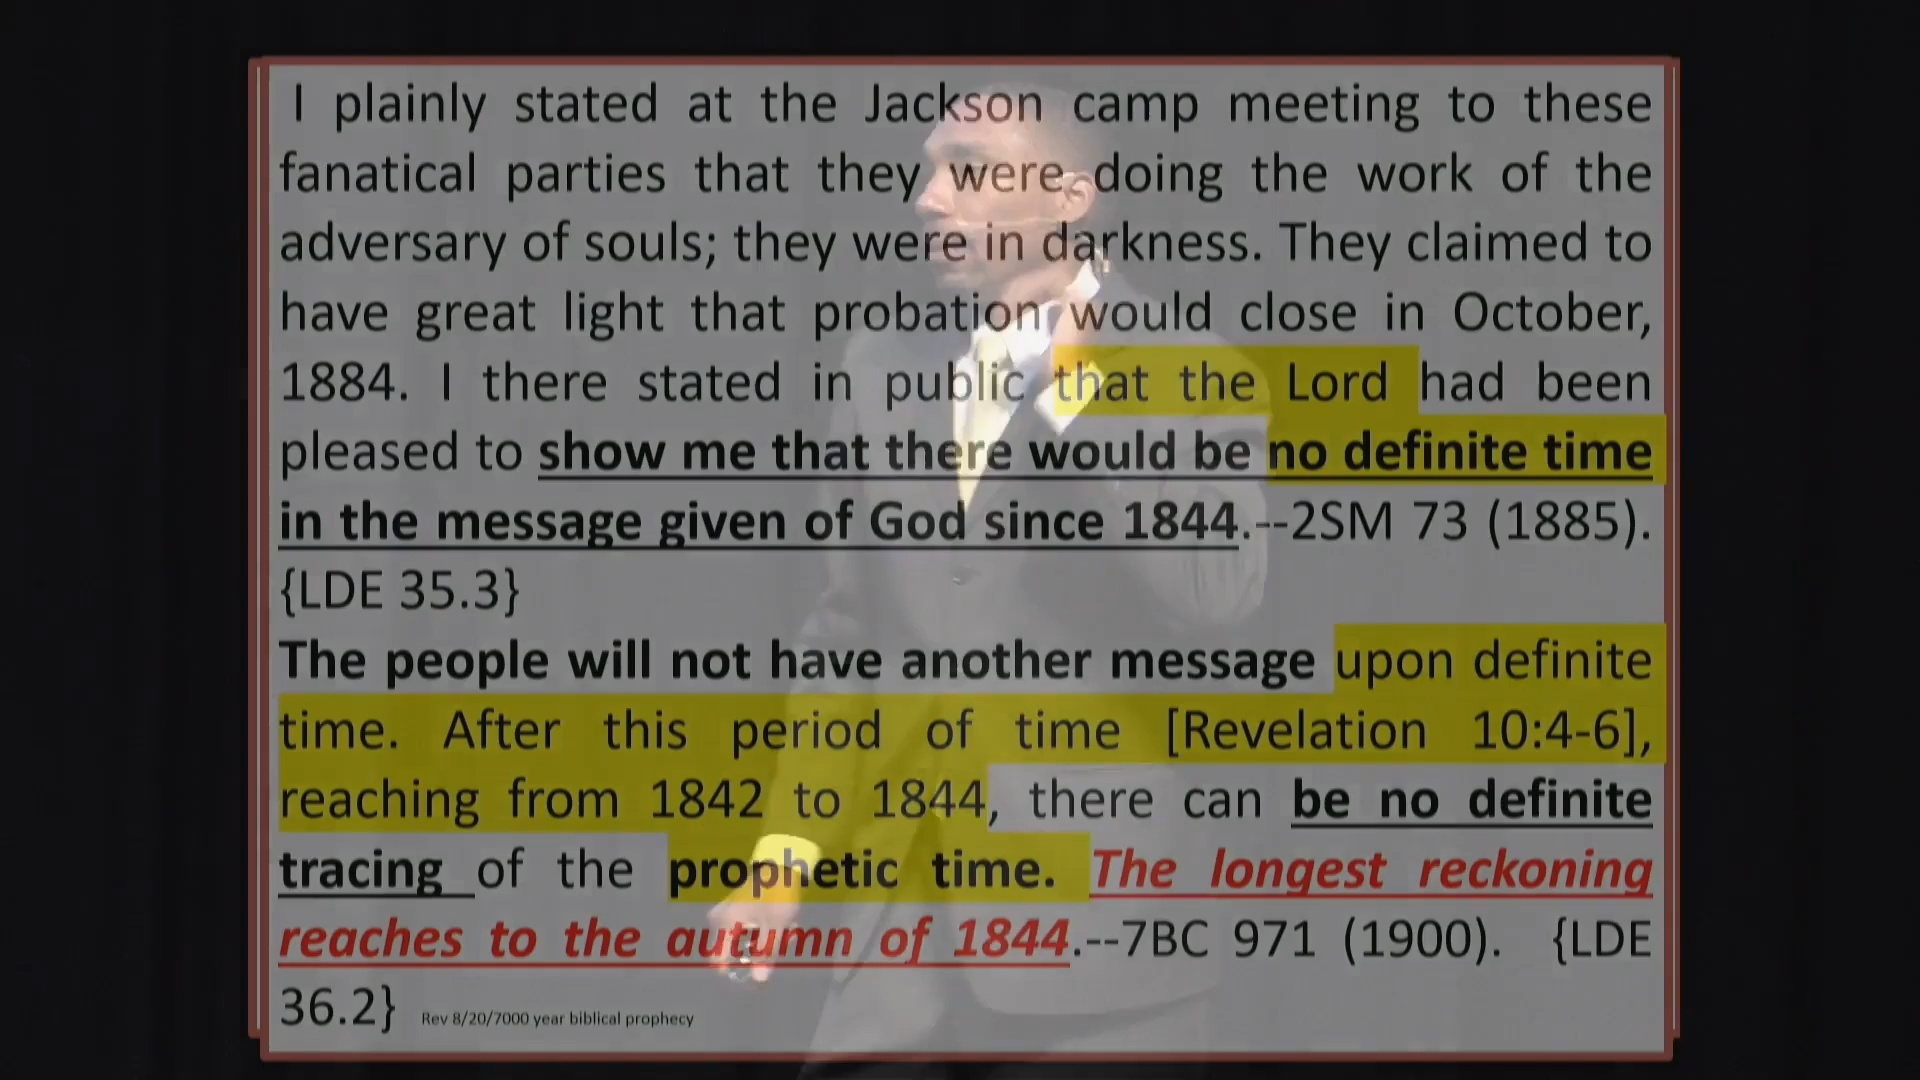 I plainly stated at the Jackson camp meeting to these
fanatical parties that they were doing the work of the
adversary of souls; they were in darkness. They claimed to
have great light that probation would close in October,
1884. I there stated in public that the Lord had been
pleased to show me that there would be no definite time
in the message given of God since 1844.--2SM 73 (1885).
{LDE 35.3}
The people will not have another message upon definite
time. After this period of time [Revelation 10:4-6],
reaching from 1842 to 1844, there can be no definite
tracing of the prophetic time. The longest reckoning
reaches to the autumn of 1844.--7BC 971 (1900). {LDE
36.2} Rev 8/20/7000 year biblical prophecy